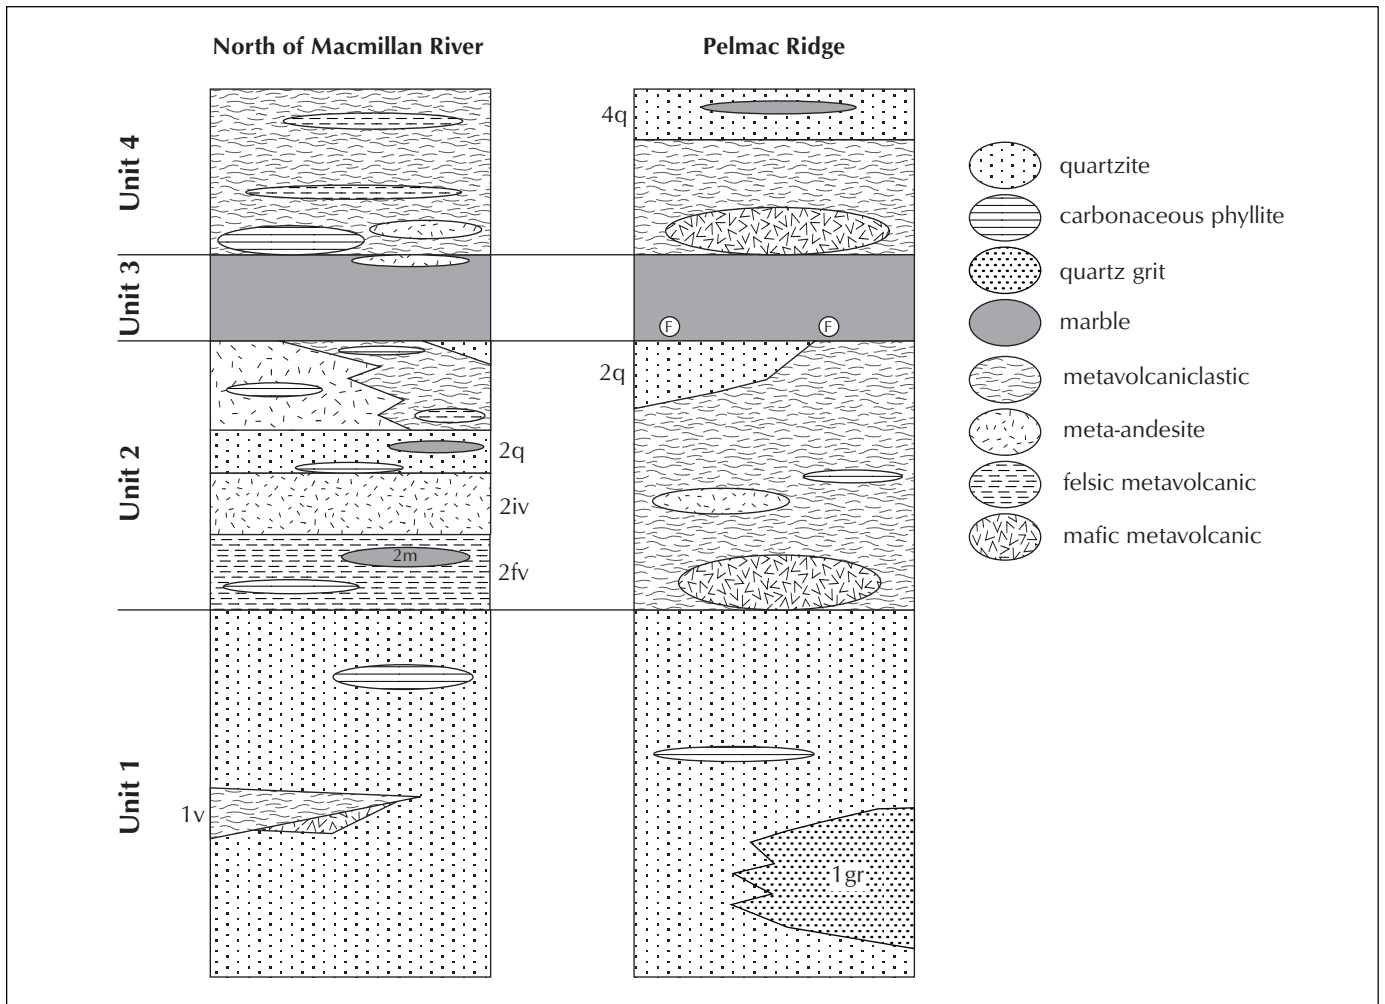 North of Macmillan River
Pelmac Ridge
Unit 4
Unit 3
Unit 2
Unit 1
2q
2iv
2m
2fv
1v
4q
F
F
2q
1gr
quartzite
carbonaceous phyllite
quartz grit
marble
metavolcaniclastic
meta-andesite
felsic metavolcanic
mafic metavolcanic